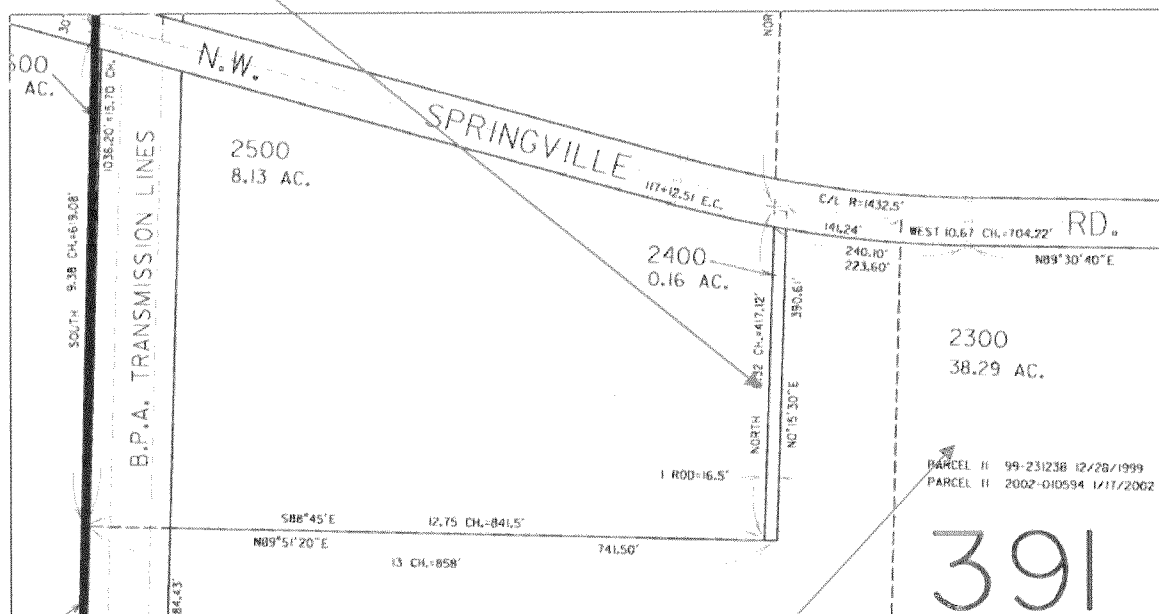 30'
NOR
N.W.
SPRINGVILLE
RD.
AC.
1036.20'=15.70 CH.
2500
8.13 AC.
117+12.51 E.C.
C/L R=1432.5'
141.24'
WEST 10.67 CH.=704.22'
240.10'
223.60'
N89°30'40"E
2400
0.16 AC.
SOUTH 9.38 CH.=619.08'
B.P.A. TRANSMISSION LINES
NORTH .32 CH.=417.12'
390.61'
N0°15'30"E
2300
38.29 AC.
1 ROD=16.5'
PARCEL II 99-231238 12/28/1999
PARCEL II 2002-010594 1/17/2002
S88°45'E
12.75 CH.=841.5'
N89°51'20"E
741.50'
13 CH.=858'
84.43'
391